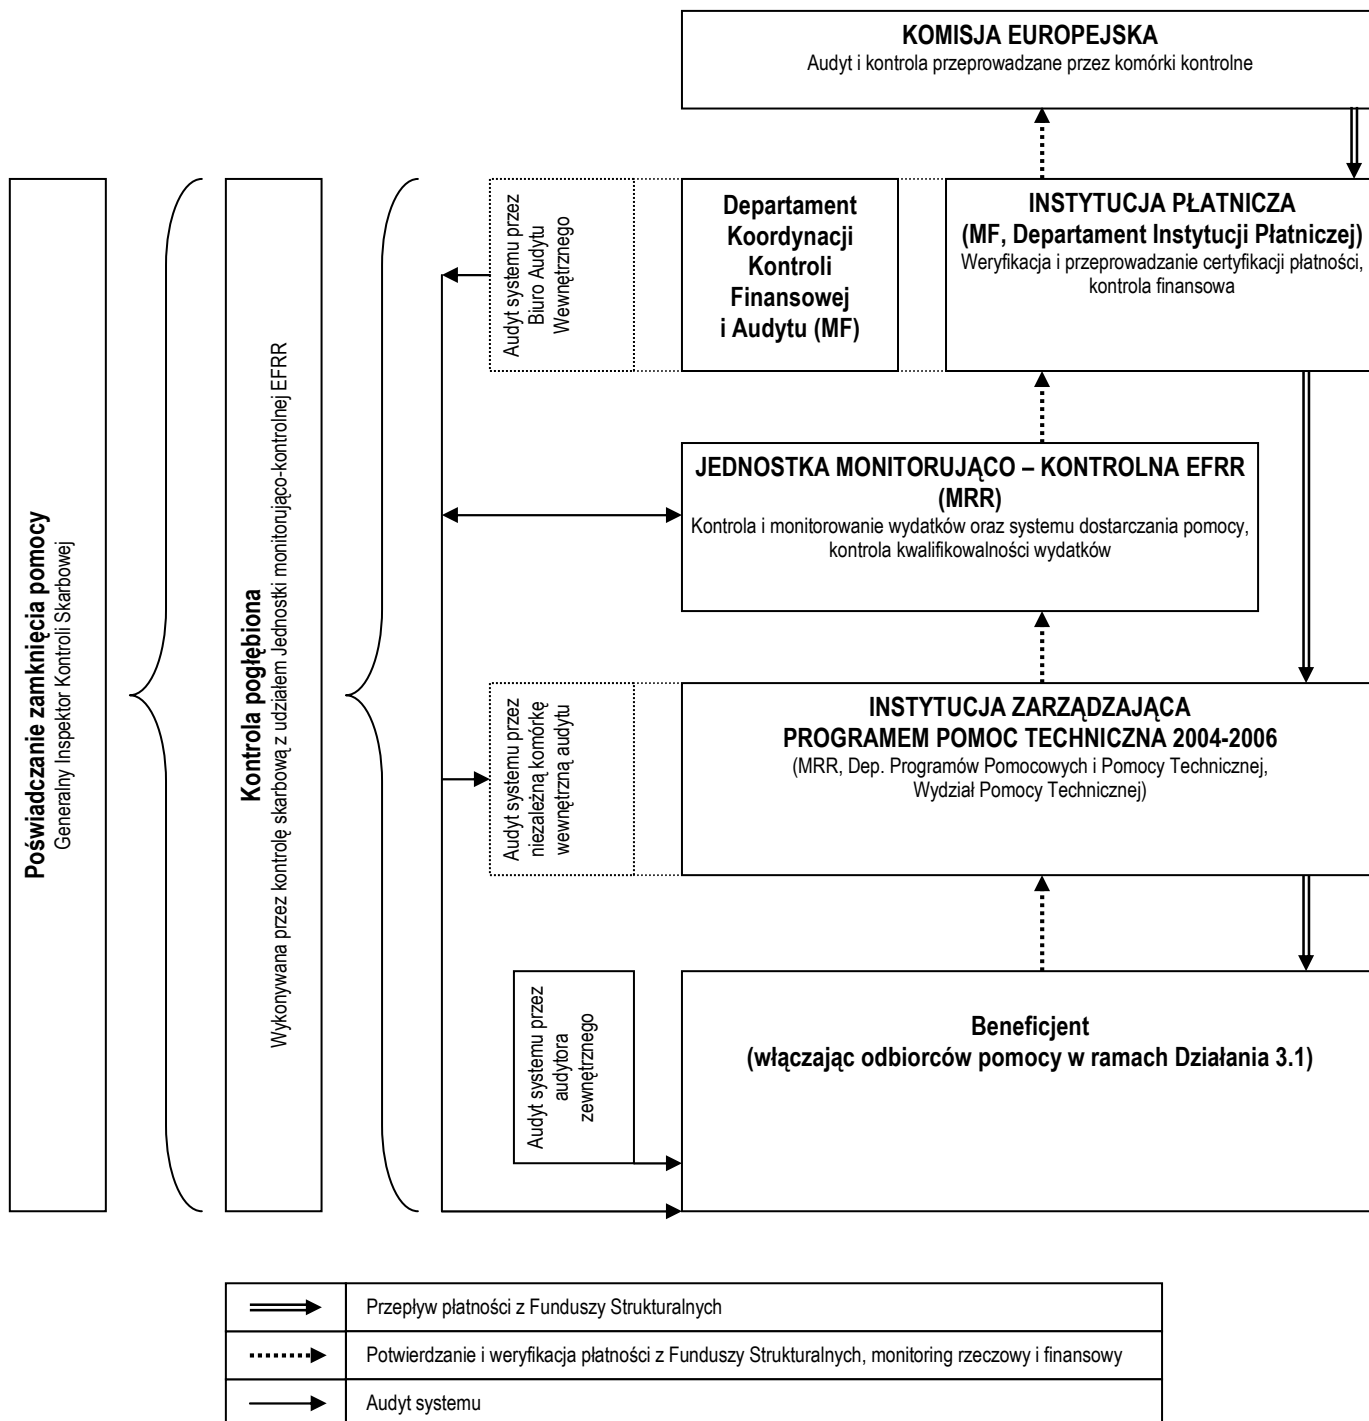 KOMISJA EUROPEJSKA
Audyt i kontrola przeprowadzane przez komórki kontrolne
Poświadczanie zamknięcia pomocy
Generalny Inspektor Kontroli Skarbowej
Kontrola pogłębiona
Wykonywana przez kontrolę skarbową z udziałem Jednostki monitorująco-kontrolnej EFRR
Audyt systemu przez
Biuro Audytu
Wewnętrznego
Departament
Koordynacji
Kontroli
Finansowej
i Audytu (MF)
INSTYTUCJA PŁATNICZA
(MF, Departament Instytucji Płatniczej)
Weryfikacja i przeprowadzanie certyfikacji płatności,
kontrola finansowa
JEDNOSTKA MONITORUJĄCO – KONTROLNA EFRR
(MRR)
Kontrola i monitorowanie wydatków oraz systemu dostarczania pomocy,
kontrola kwalifikowalności wydatków
Audyt systemu przez
niezależną komórkę
wewnętrzną audytu
INSTYTUCJA ZARZĄDZAJĄCA
PROGRAMEM POMOC TECHNICZNA 2004-2006
(MRR, Dep. Programów Pomocowych i Pomocy Technicznej,
Wydział Pomocy Technicznej)
Audyt systemu przez
audytora
zewnętrznego
Beneficjent
(włączając odbiorców pomocy w ramach Działania 3.1)
Przepływ płatności z Funduszy Strukturalnych
Potwierdzanie i weryfikacja płatności z Funduszy Strukturalnych, monitoring rzeczowy i finansowy
Audyt systemu